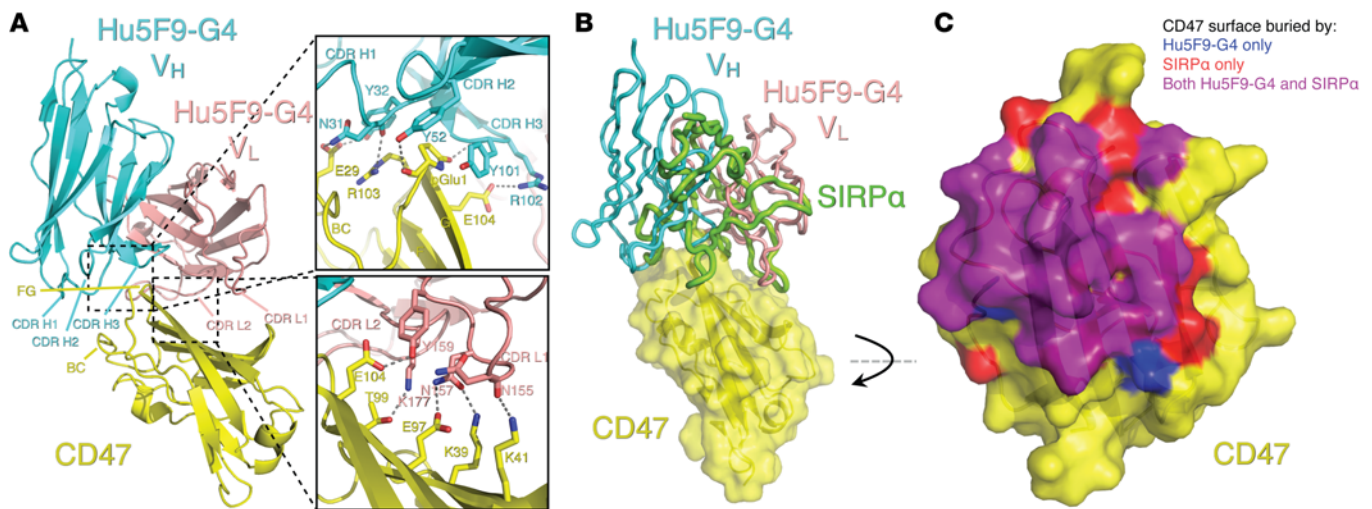 A
Hu5F9-G4
VH
Hu5F9-G4
VL
FG
CDR H1
CDR H3
CDR H2
CDR L2
CDR L1
BC
CD47
CDR H1
Y32
CDR H2
N31
Y52
CDR H3
E29
pGlu1
Y101
R103
R102
E104
BC
G
CDR L2
Y159
CDR L1
E104
N157
N155
T99
K177
E97
K39
K41
B
Hu5F9-G4
VH
Hu5F9-G4
VL
SIRPα
CD47
C
CD47 surface buried by:
Hu5F9-G4 only
SIRPα only
Both Hu5F9-G4 and SIRPα
CD47